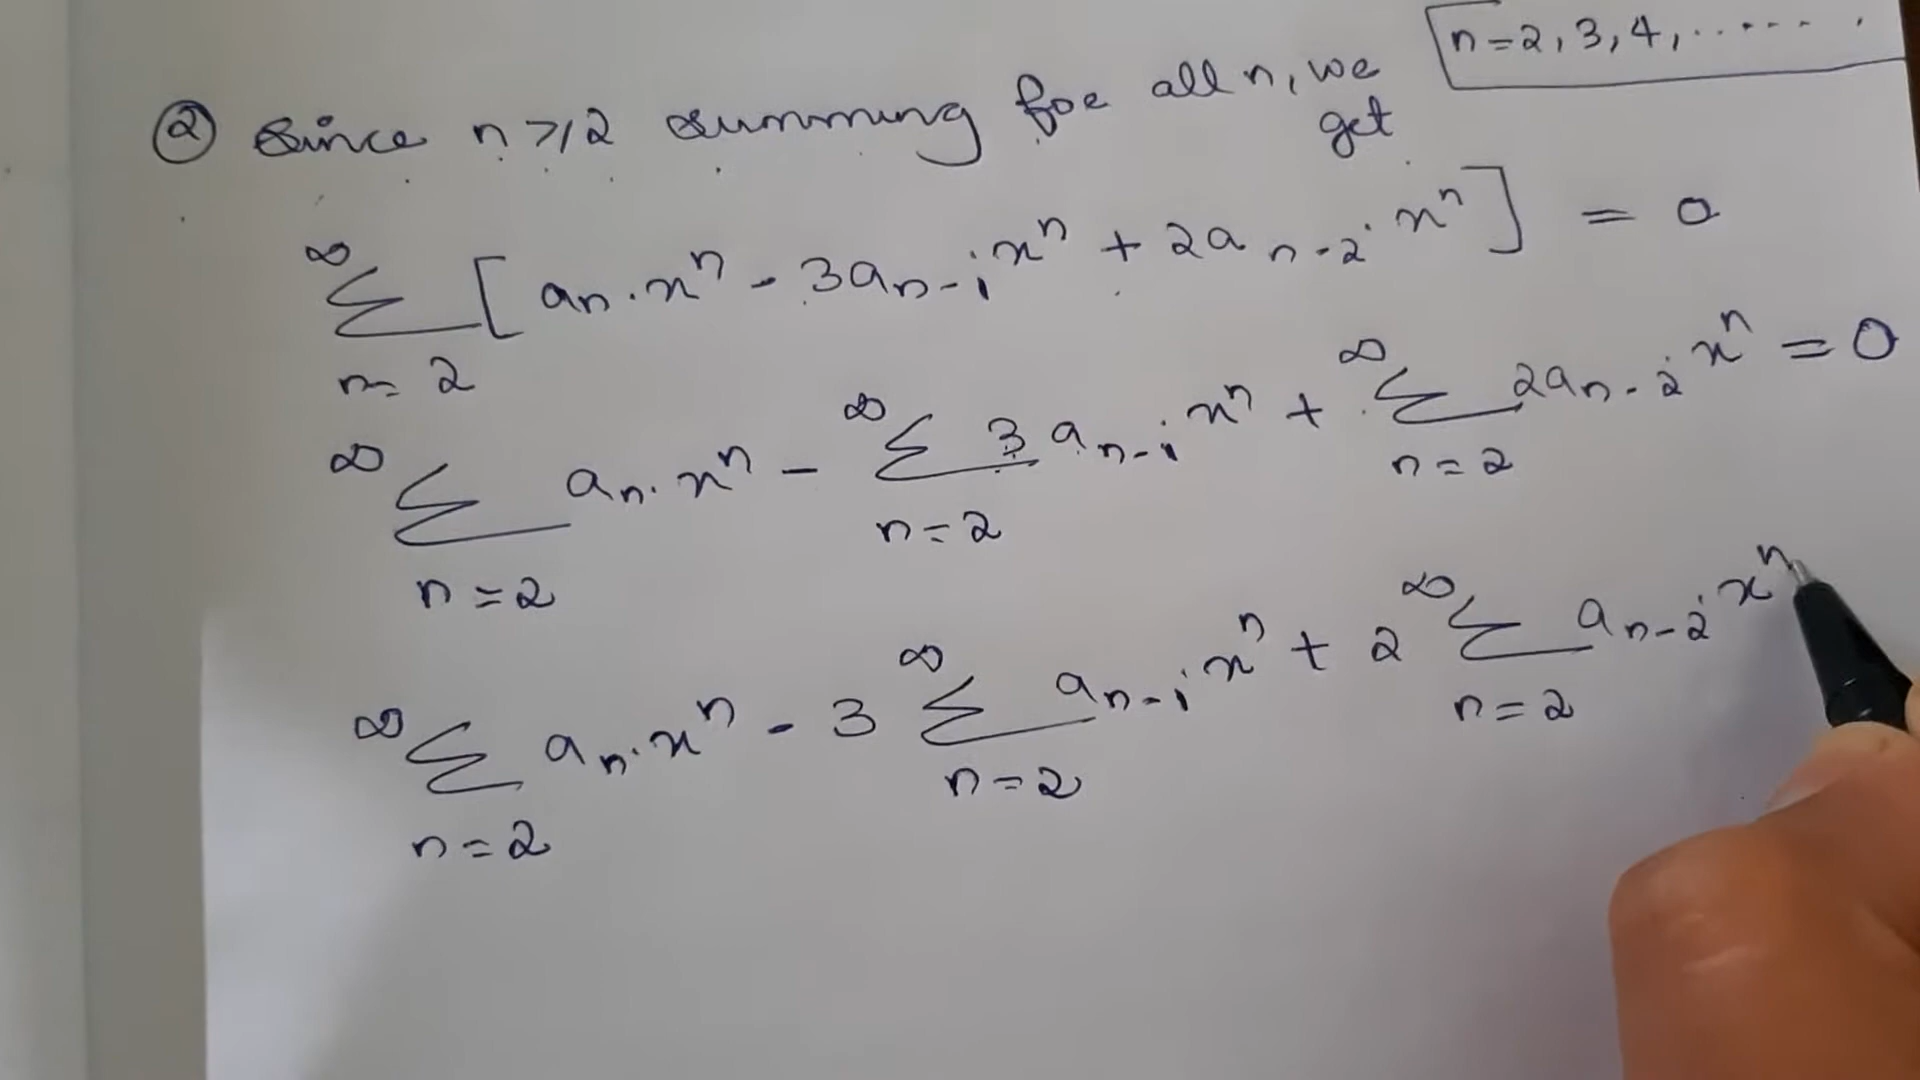 n=2,3,4,.......
② Since n≥2 summing for all n, we get
∞∑n=2 [aₙ.xⁿ - 3aₙ₋₁xⁿ + 2aₙ₋₂.xⁿ] = 0
∞∑n=2 aₙ.xⁿ - ∞∑n=2 3aₙ₋₁xⁿ + ∞∑n=2 2aₙ₋₂xⁿ = 0
∞∑n=2 aₙ.xⁿ - 3 ∞∑n=2 aₙ₋₁xⁿ + 2 ∞∑n=2 aₙ₋₂xⁿ